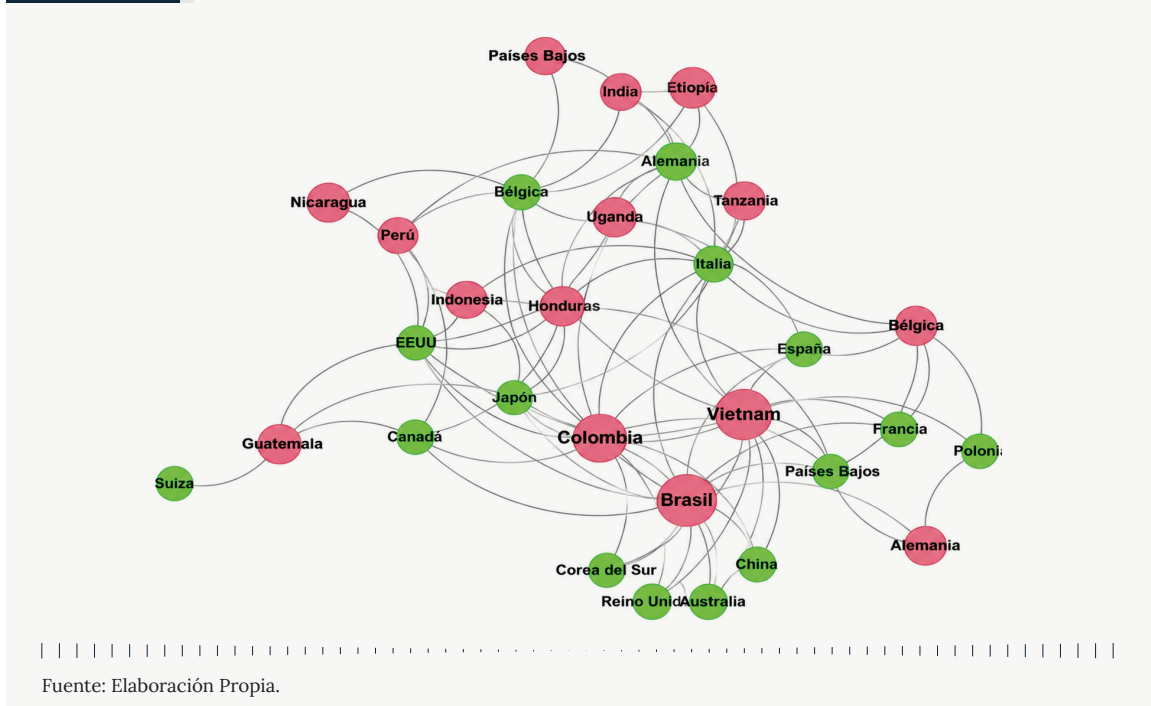 Países Bajos
India
Etiopía
Alemania
Bélgica
Nicaragua
Uganda
Tanzania
Perú
Italia
Indonesia
Honduras
Bélgica
EEUU
España
Japón
Vietnam
Colombia
Francia
Canadá
Guatemala
Polonia
Países Bajos
Suiza
Brasil
Alemania
China
Corea del Sur
Reino Unid
Australia
Fuente: Elaboración Propia.